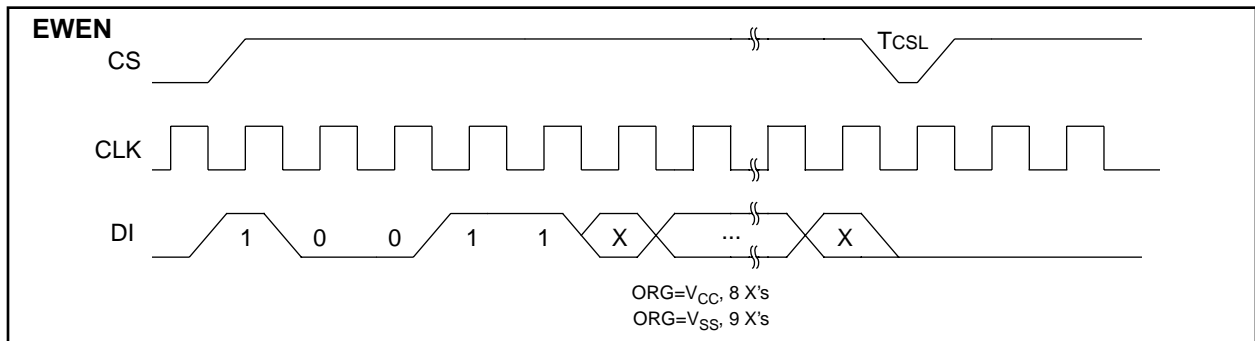 EWEN
CS
TCSL
CLK
DI
1 0 0 1 1 X ... X
ORG=VCC, 8 X's
ORG=VSS, 9 X's